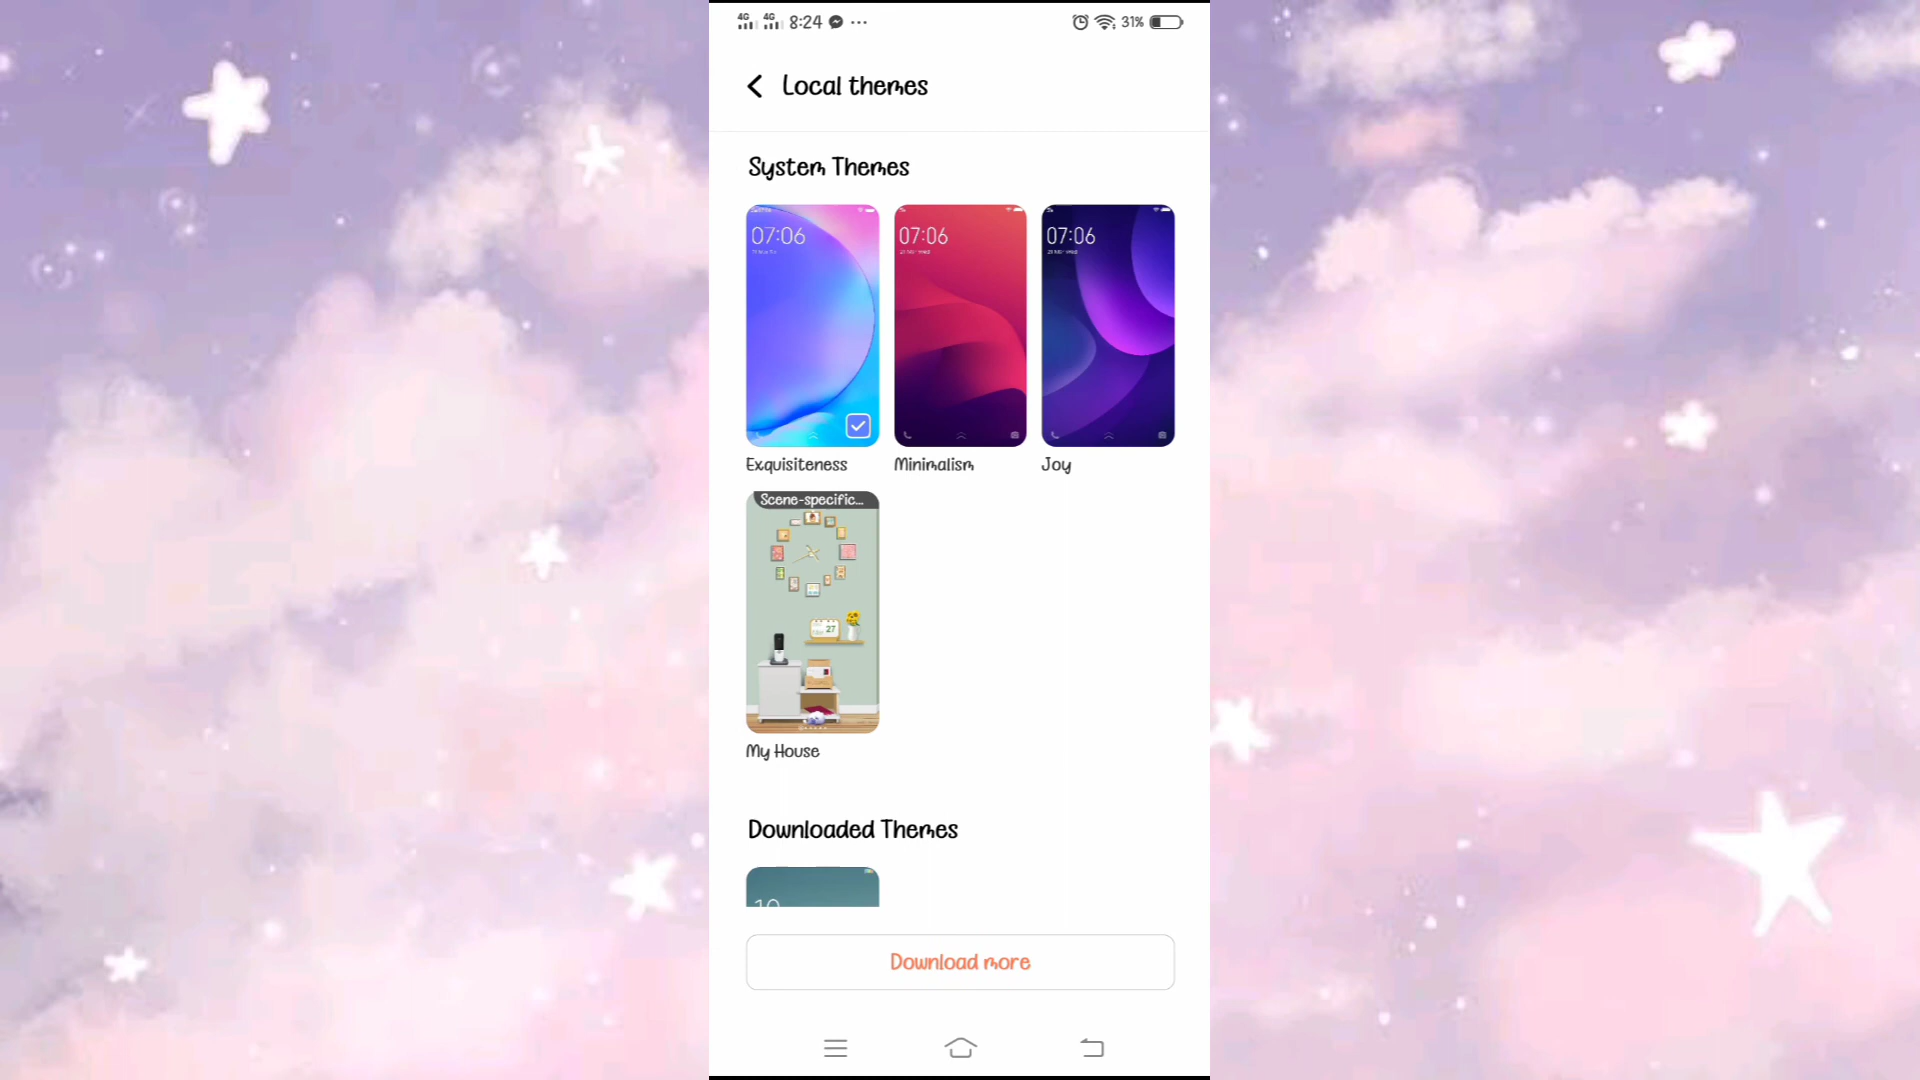 4G 4G 8:24 ... 31%
Local themes
System Themes
07:06
07:06
07:06
Exquisiteness
Minimalism
Joy
Scene-specific...
27
My House
Downloaded Themes
10
Download more